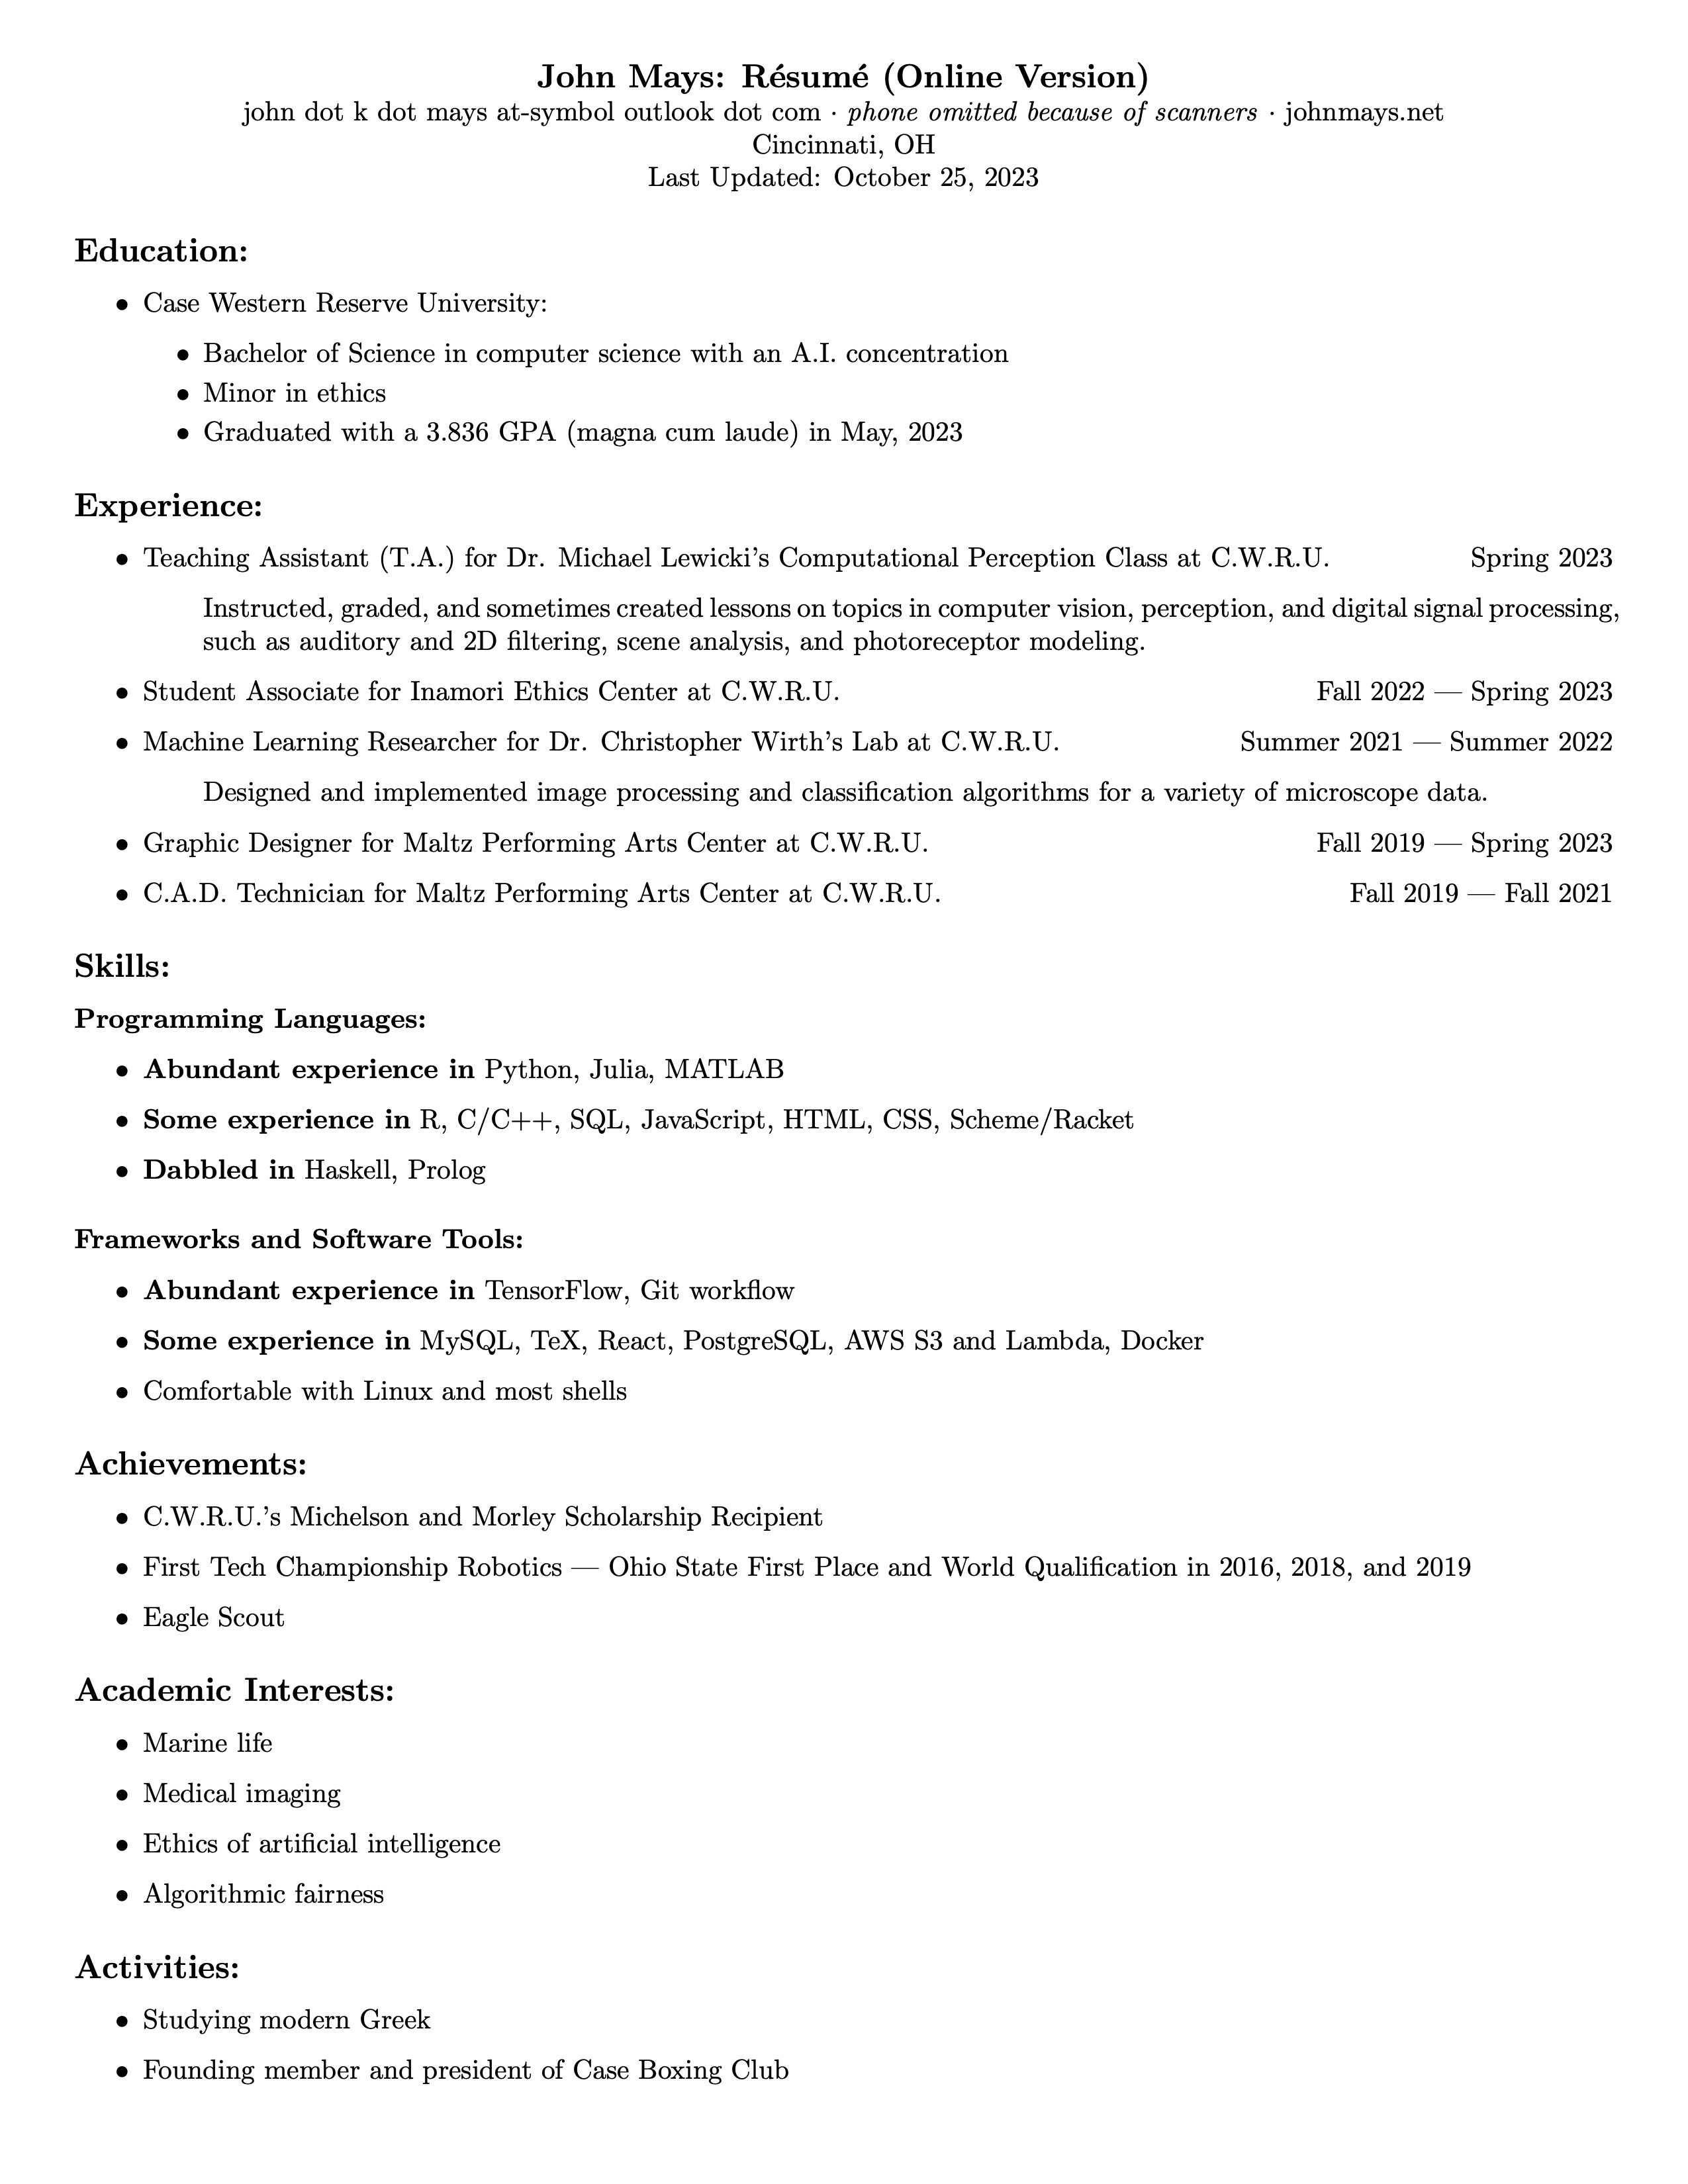 John Mays: Résumé (Online Version)
john dot k dot mays at-symbol outlook dot com · phone omitted because of scanners · johnmays.net
Cincinnati, OH
Last Updated: October 25, 2023
Education:
• Case Western Reserve University:
• Bachelor of Science in computer science with an A.I. concentration
• Minor in ethics
• Graduated with a 3.836 GPA (magna cum laude) in May, 2023
Experience:
• Teaching Assistant (T.A.) for Dr. Michael Lewicki's Computational Perception Class at C.W.R.U. Spring 2023
Instructed, graded, and sometimes created lessons on topics in computer vision, perception, and digital signal processing,
such as auditory and 2D filtering, scene analysis, and photoreceptor modeling.
• Student Associate for Inamori Ethics Center at C.W.R.U. Fall 2022 — Spring 2023
• Machine Learning Researcher for Dr. Christopher Wirth's Lab at C.W.R.U. Summer 2021 — Summer 2022
Designed and implemented image processing and classification algorithms for a variety of microscope data.
• Graphic Designer for Maltz Performing Arts Center at C.W.R.U. Fall 2019 — Spring 2023
• C.A.D. Technician for Maltz Performing Arts Center at C.W.R.U. Fall 2019 — Fall 2021
Skills:
Programming Languages:
• Abundant experience in Python, Julia, MATLAB
• Some experience in R, C/C++, SQL, JavaScript, HTML, CSS, Scheme/Racket
• Dabbled in Haskell, Prolog
Frameworks and Software Tools:
• Abundant experience in TensorFlow, Git workflow
• Some experience in MySQL, TeX, React, PostgreSQL, AWS S3 and Lambda, Docker
• Comfortable with Linux and most shells
Achievements:
• C.W.R.U.'s Michelson and Morley Scholarship Recipient
• First Tech Championship Robotics — Ohio State First Place and World Qualification in 2016, 2018, and 2019
• Eagle Scout
Academic Interests:
• Marine life
• Medical imaging
• Ethics of artificial intelligence
• Algorithmic fairness
Activities:
• Studying modern Greek
• Founding member and president of Case Boxing Club